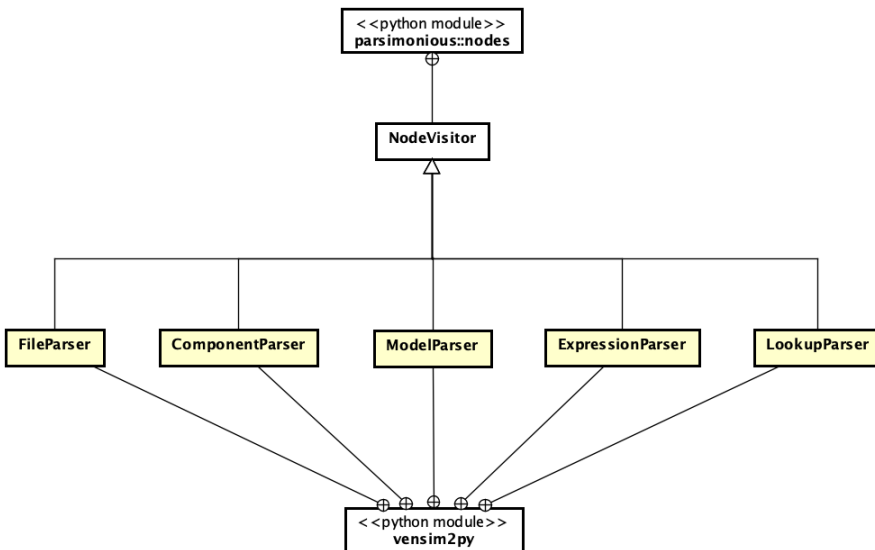 <<python module>>
parsimonious::nodes
NodeVisitor
FileParser
ComponentParser
ModelParser
ExpressionParser
LookupParser
<<python module>>
vensim2py